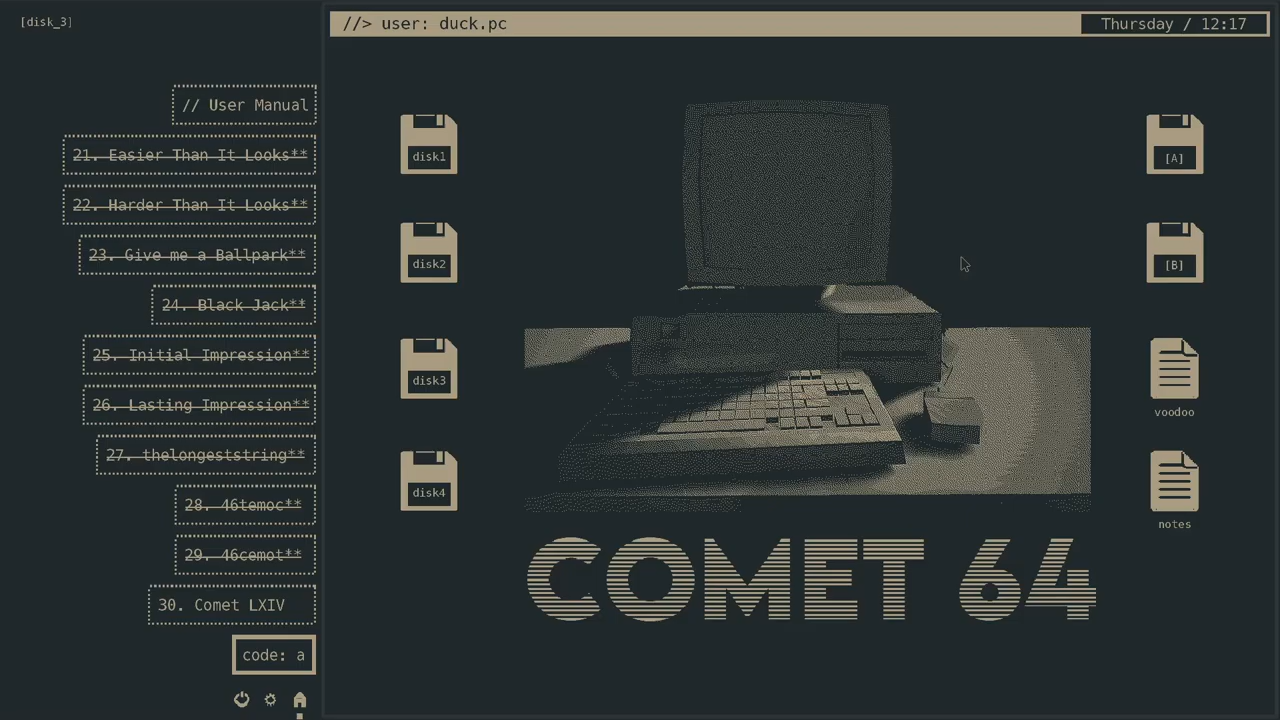 [disk_3]
//> user: duck.pc
Thursday / 12:17
// User Manual
21. Easier Than It Looks**
22. Harder Than It Looks**
23. Give me a Ballpark**
24. Black Jack**
25. Initial Impression**
26. Lasting Impression**
27. thelongeststring**
28. 46temoc**
29. 46cemot**
30. Comet LXIV
code: a
disk1
disk2
disk3
disk4
[A]
[B]
voodoo
notes
COMET 64